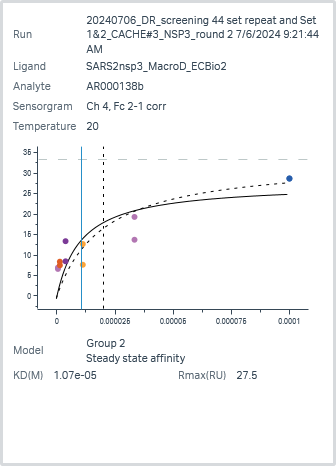 Run 20240706_DR_screening 44 set repeat and Set
1&2_CACHE#3_NSP3_round 2 7/6/2024 9:21:44
AM
Ligand SARS2nsp3_MacroD_ECBio2
Analyte AR000138b
Sensorgram Ch 4, Fc 2-1 corr
Temperature 20
35
30
25
20
15
10
5
0
0 0.000025 0.00005 0.000075 0.0001
Model Group 2
Steady state affinity
KD(M) 1.07e-05 Rmax(RU) 27.5